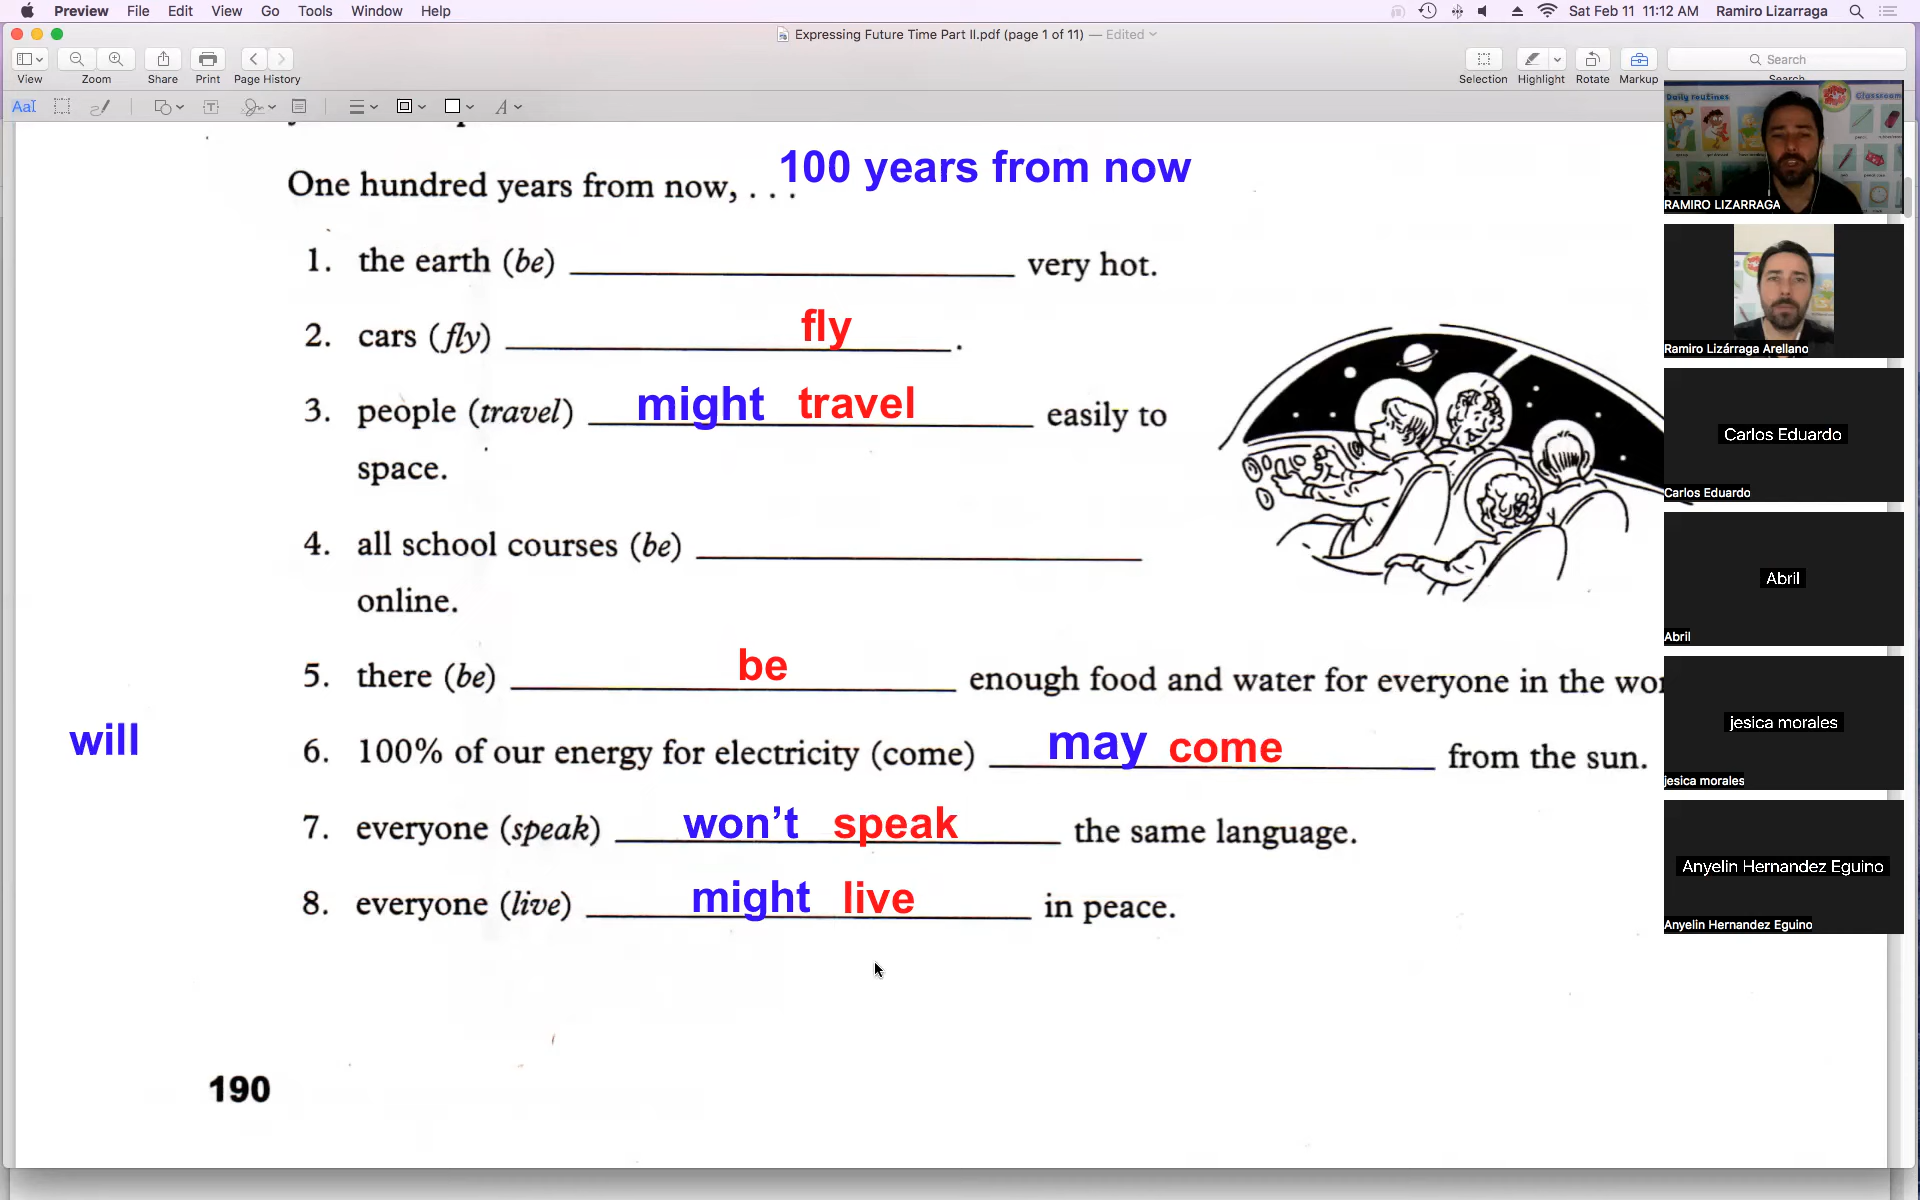 Preview File Edit View Go Tools Window Help Sat Feb 11 11:12 AM Ramiro Lizarraga
Expressing Future Time Part II.pdf (page 1 of 11) — Edited
View Zoom Share Print Page History Selection Highlight Rotate Markup Search
Search
AaI T A
One hundred years from now, . . . 100 years from now
1. the earth (be) very hot.
2. cars (fly) fly .
3. people (travel) might travel easily to
space.
4. all school courses (be)
online.
5. there (be) be enough food and water for everyone in the wor
will
6. 100% of our energy for electricity (come) may come from the sun.
7. everyone (speak) won’t speak the same language.
8. everyone (live) might live in peace.
190
Daily routines Classroom
RAMIRO LIZARRAGA
Ramiro Lizárraga Arellano
Carlos Eduardo
Carlos Eduardo
Abril
Abril
jesica morales
jesica morales
Anyelin Hernandez Eguino
Anyelin Hernandez Eguino